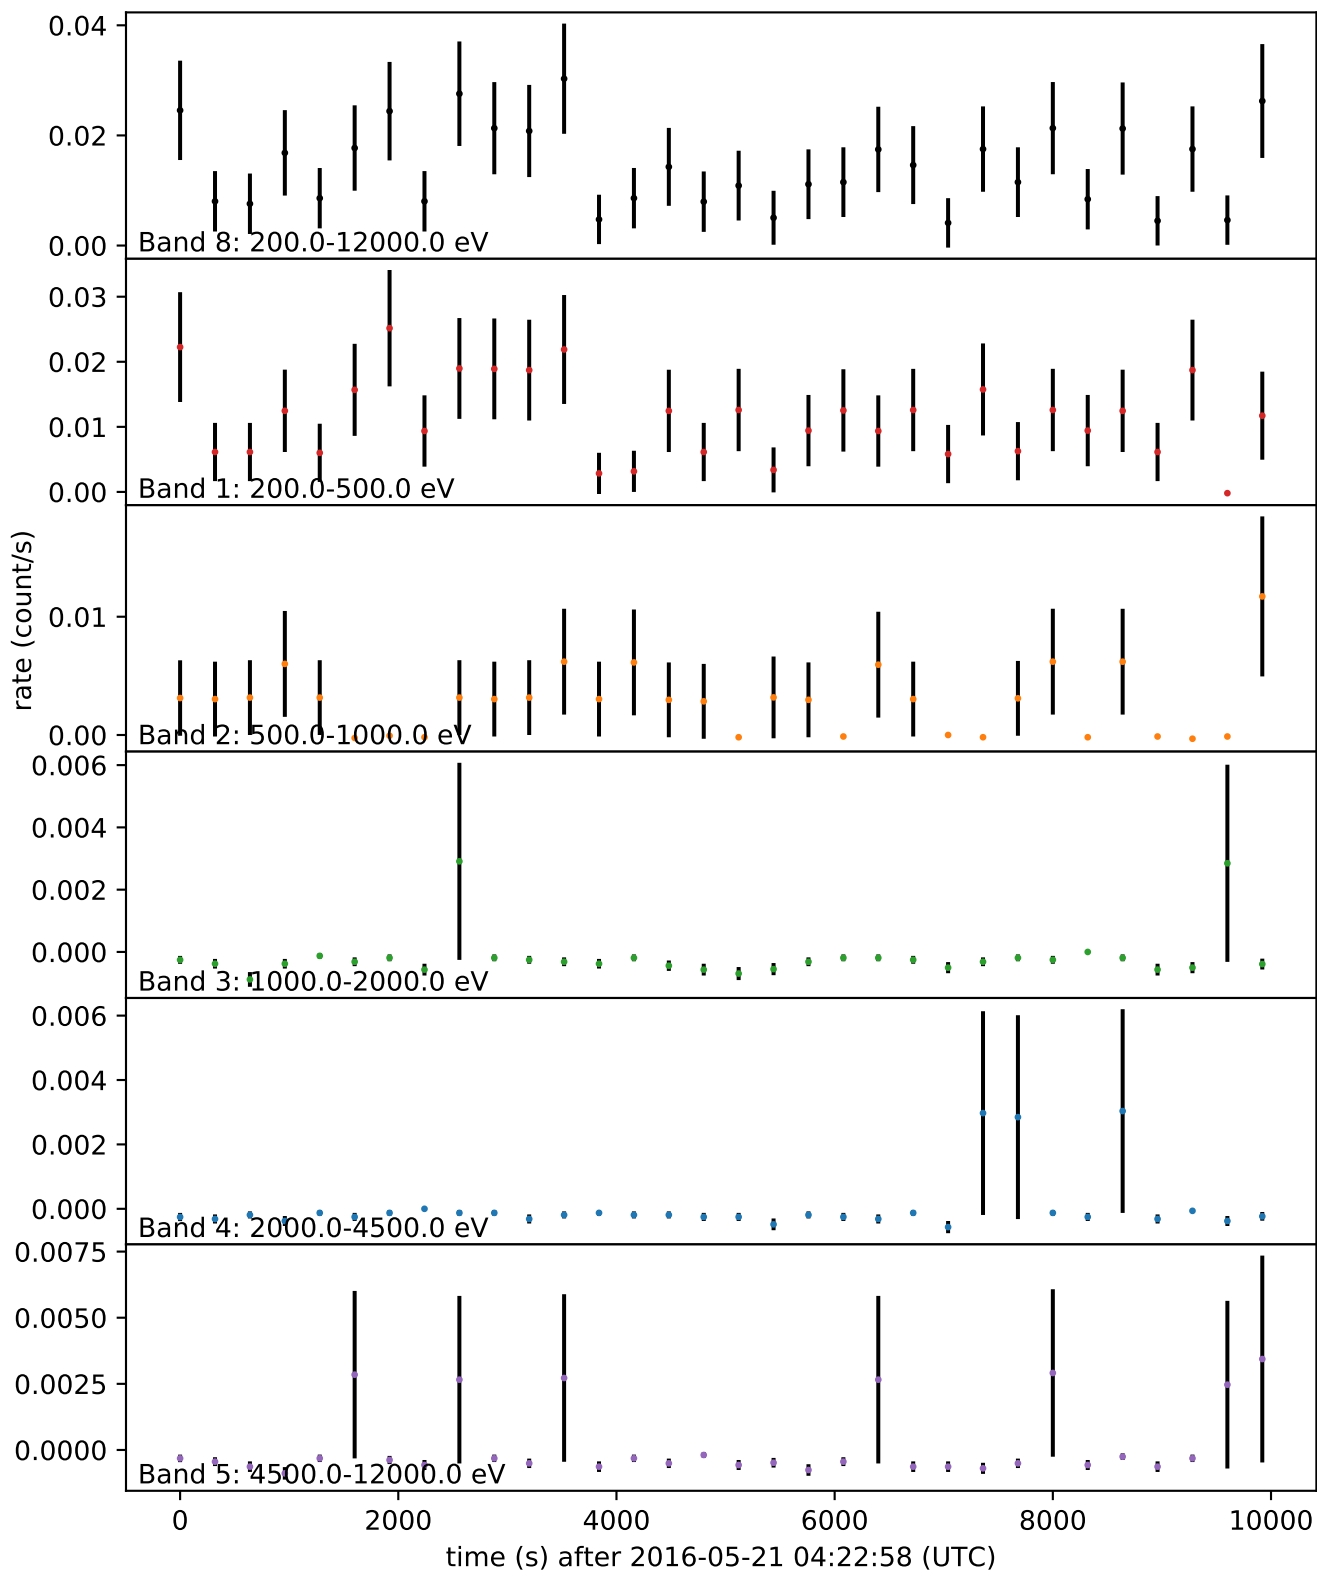 0.04
0.02
0.00
Band 8: 200.0-12000.0 eV
0.03
0.02
0.01
0.00
Band 1: 200.0-500.0 eV
rate (count/s)
0.01
0.00
Band 2: 500.0-1000.0 eV
0.006
0.004
0.002
0.000
Band 3: 1000.0-2000.0 eV
0.006
0.004
0.002
0.000
Band 4: 2000.0-4500.0 eV
0.0075
0.0050
0.0025
0.0000
Band 5: 4500.0-12000.0 eV
0 2000 4000 6000 8000 10000
time (s) after 2016-05-21 04:22:58 (UTC)